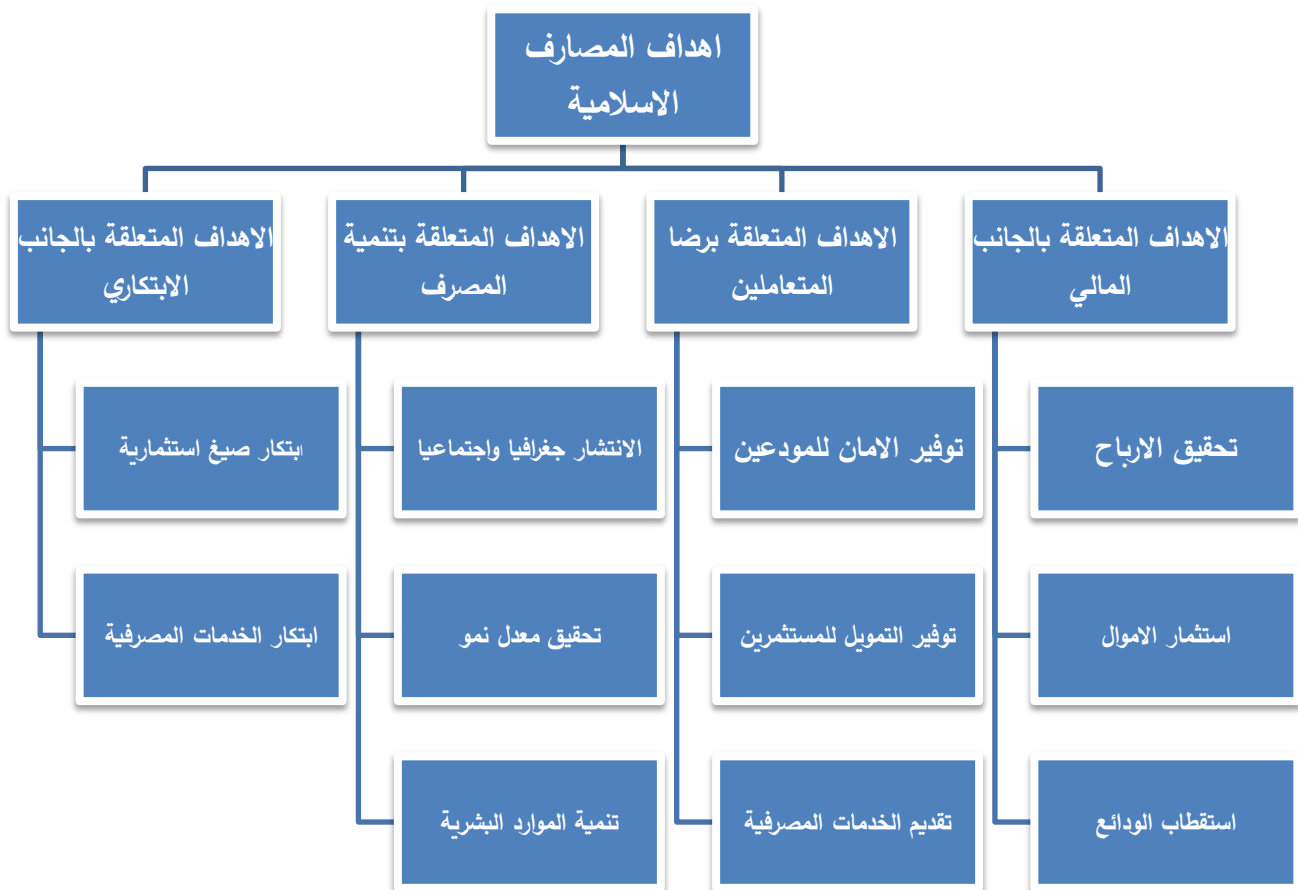 اهداف المصارف
الاسلامية
الاهداف المتعلقة بالجانب
المالي
الاهداف المتعلقة برضا
المتعاملين
الاهداف المتعلقة بتنمية
المصرف
الاهداف المتعلقة بالجانب
الابتكاري
تحقيق الارباح
استثمار الاموال
استقطاب الودائع
توفير الامان للمودعين
توفير التمويل للمستثمرين
تقديم الخدمات المصرفية
الانتشار جغرافيا واجتماعيا
تحقيق معدل نمو
تنمية الموارد البشرية
ابتكار صيغ استثمارية
ابتكار الخدمات المصرفية